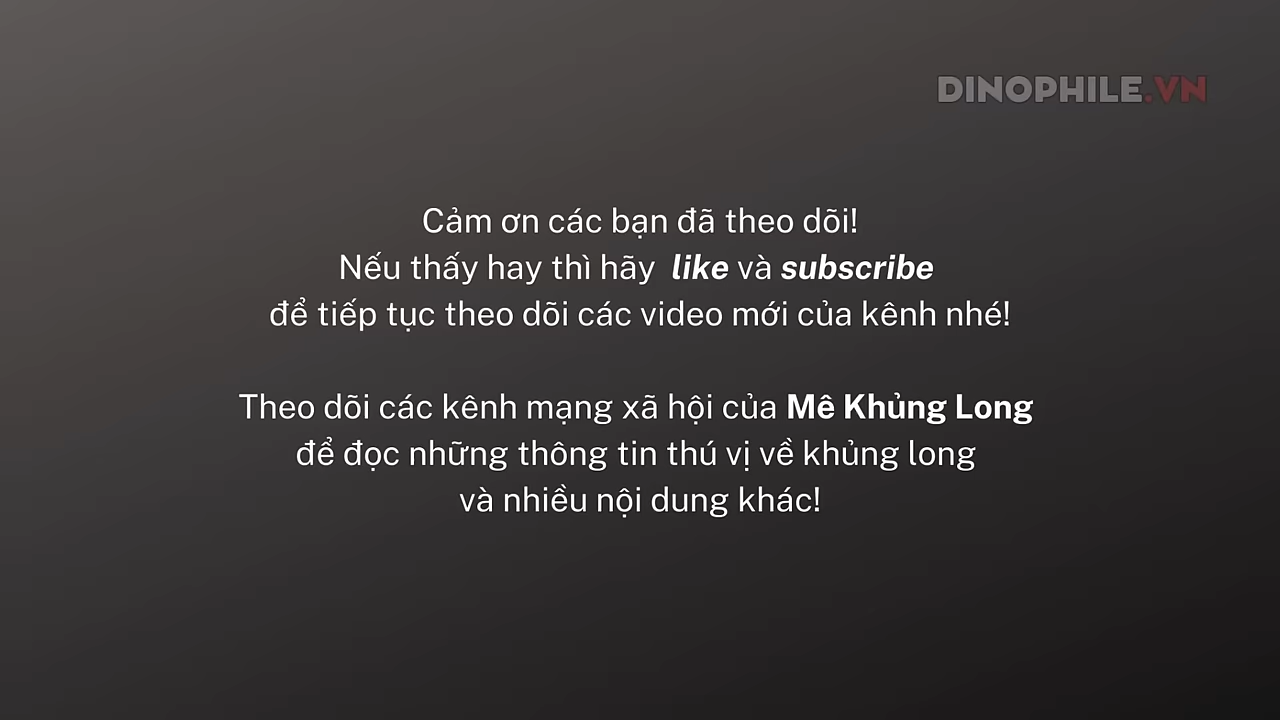 DINOPHILE.VN
Cảm ơn các bạn đã theo dõi!
Nếu thấy hay thì hãy like và subscribe
để tiếp tục theo dõi các video mới của kênh nhé!
Theo dõi các kênh mạng xã hội của Mê Khủng Long
để đọc những thông tin thú vị về khủng long
và nhiều nội dung khác!